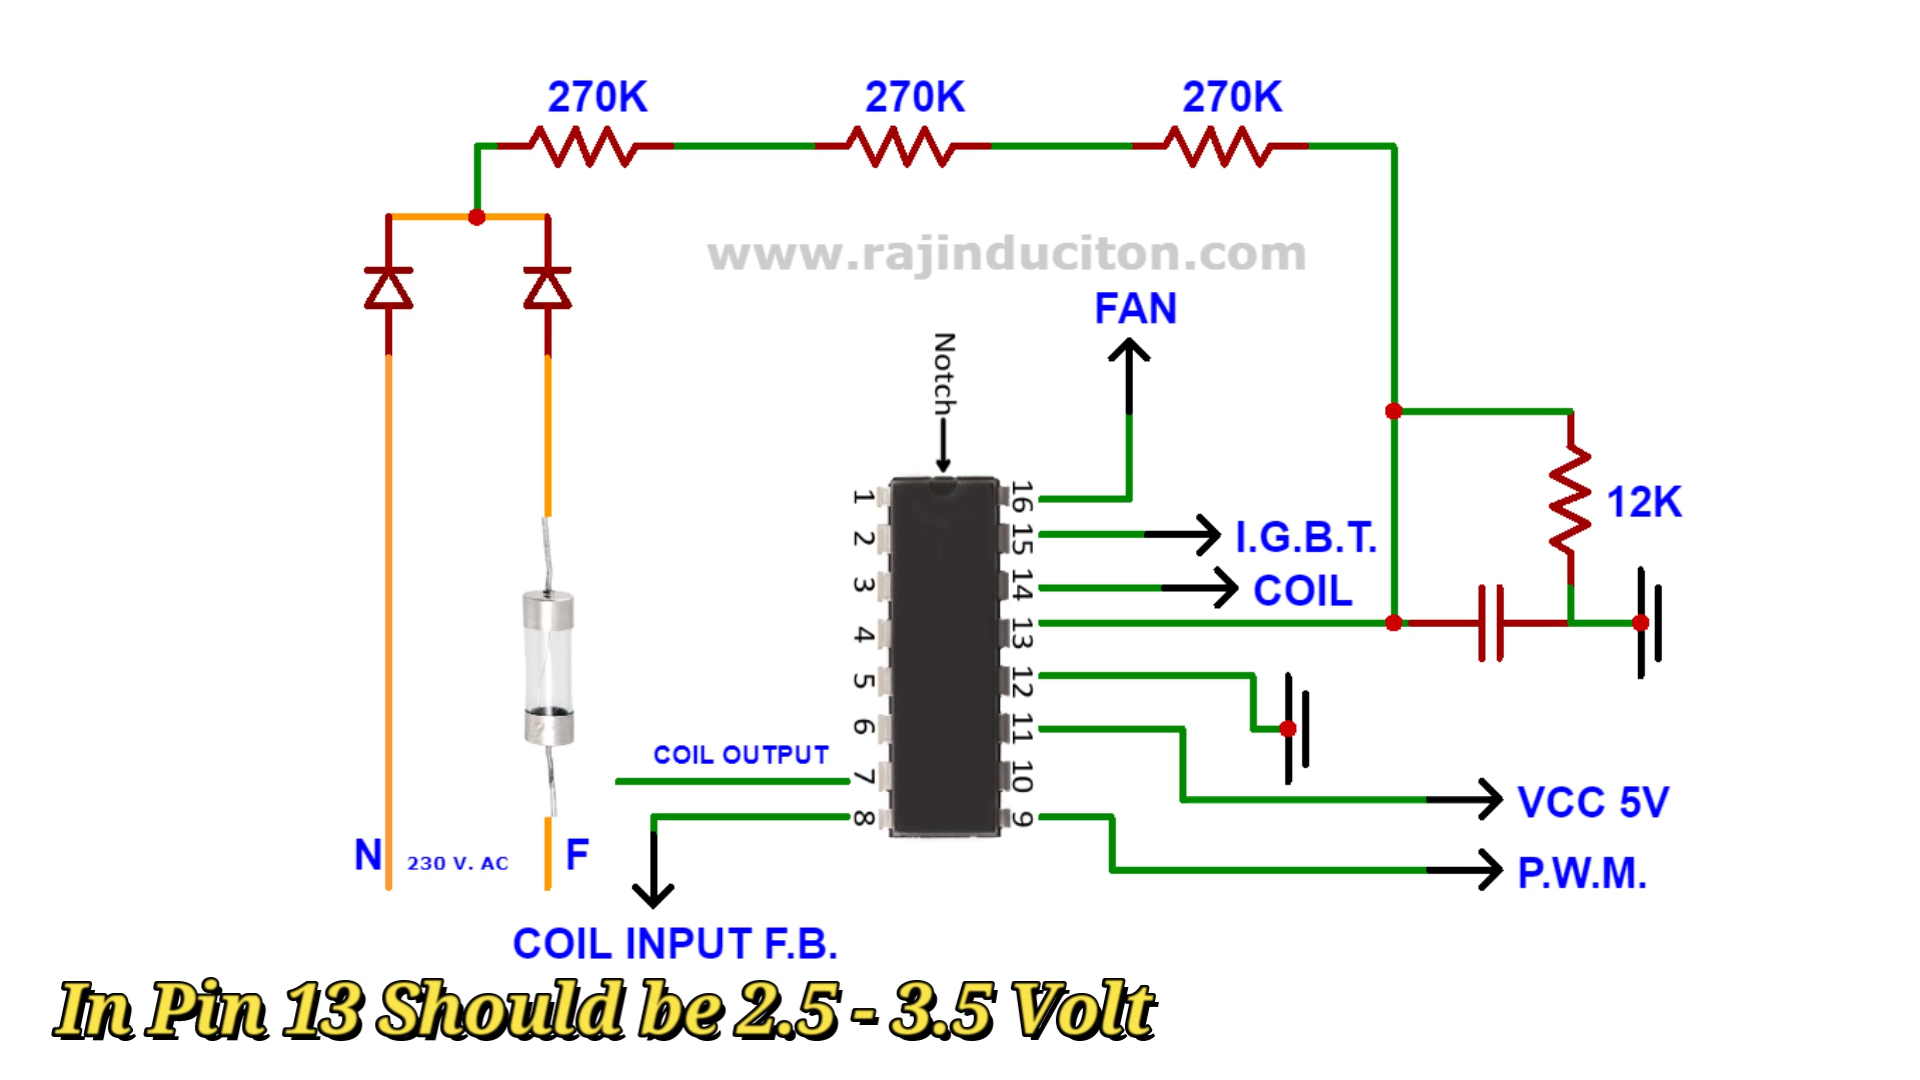 270K 270K 270K
www.rajinduciton.com
FAN
Notch
1 16
2 15 I.G.B.T.
12K
3 14 COIL
4 13
5 12
6 11
COIL OUTPUT
7 10
VCC 5V
8 9
N 230 V. AC F
P.W.M.
COIL INPUT F.B.
In Pin 13 Should be 2.5 - 3.5 Volt